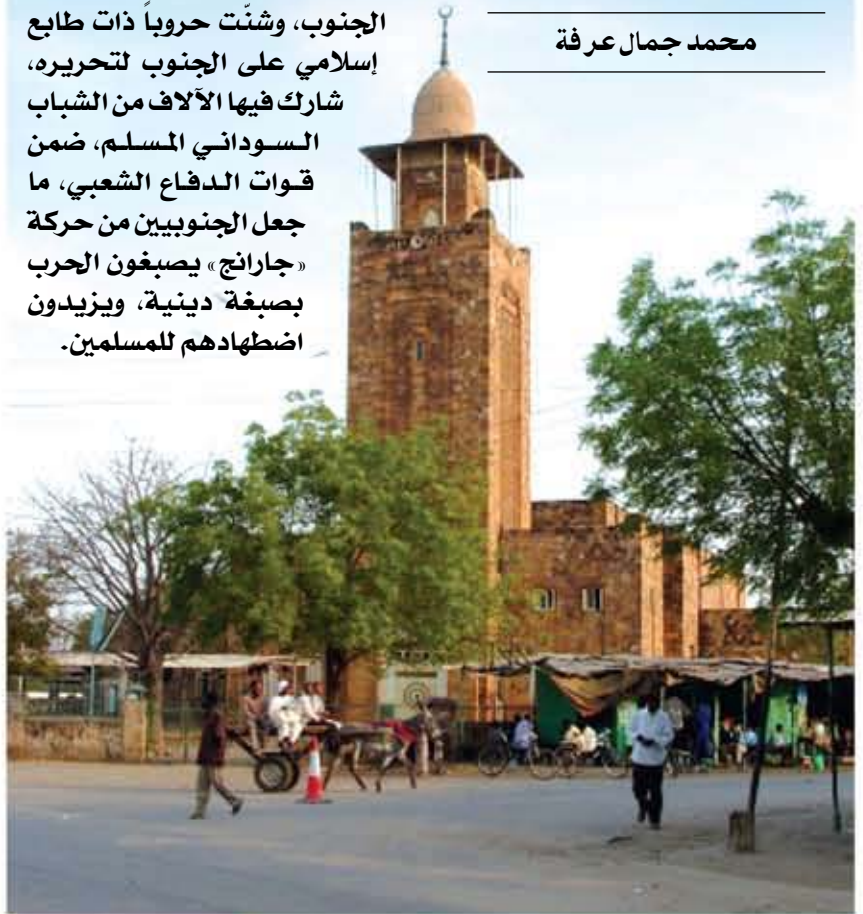 محمد جمال عرفة
الجنوب، وشنّت حروباً ذات طابع
إسلامي على الجنوب لتحريره،
شارك فيها الآلاف من الشباب
السوداني المسلم، ضمن
قوات الدفاع الشعبي، ما
جعل الجنوبيين من حركة
«جارانج» يصبغون الحرب
بصبغة دينية، ويزيدون
اضطهادهم للمسلمين.